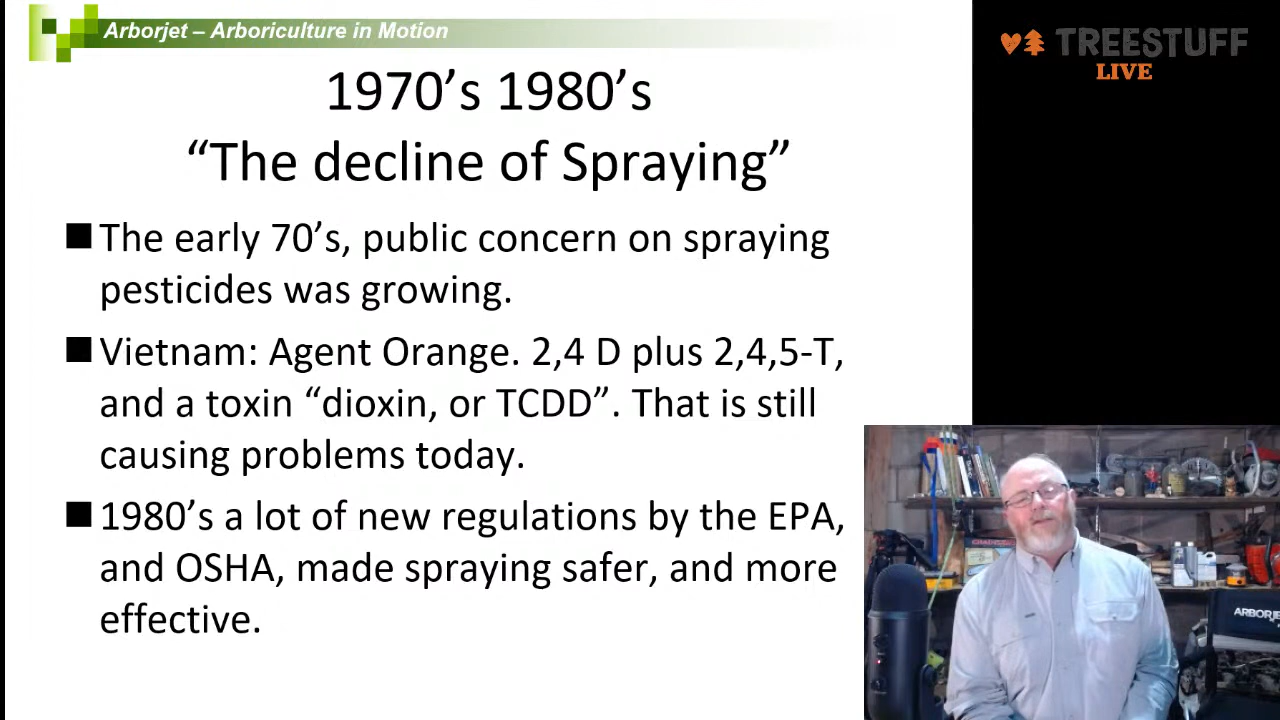 Arborjet – Arboriculture in Motion
TREESTUFF
LIVE
1970’s 1980’s
“The decline of Spraying”
The early 70’s, public concern on spraying
pesticides was growing.
Vietnam: Agent Orange. 2,4 D plus 2,4,5-T,
and a toxin “dioxin, or TCDD”. That is still
causing problems today.
1980’s a lot of new regulations by the EPA,
and OSHA, made spraying safer, and more
effective.
ARBORJE